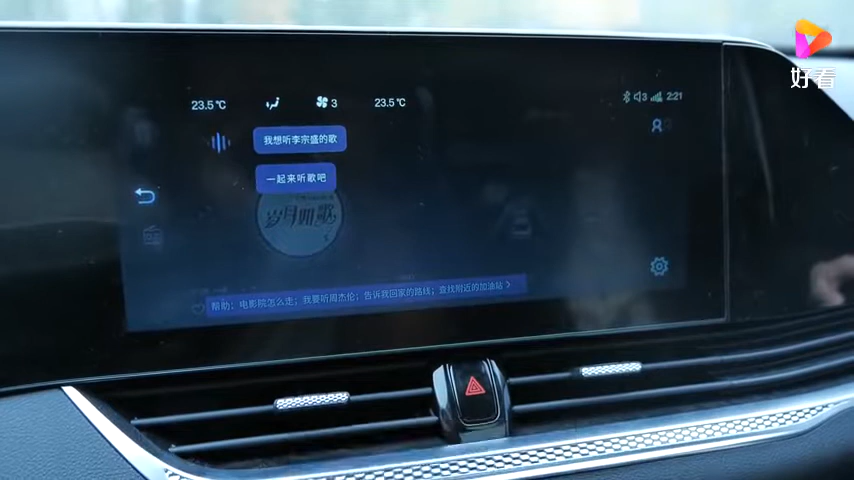 好看
23.5℃
3
23.5℃
3
2:21
我想听李宗盛的歌
一起来听歌吧
岁月如歌
帮助：电影院怎么走；我要听周杰伦；告诉我回家的路线；查找附近的加油站